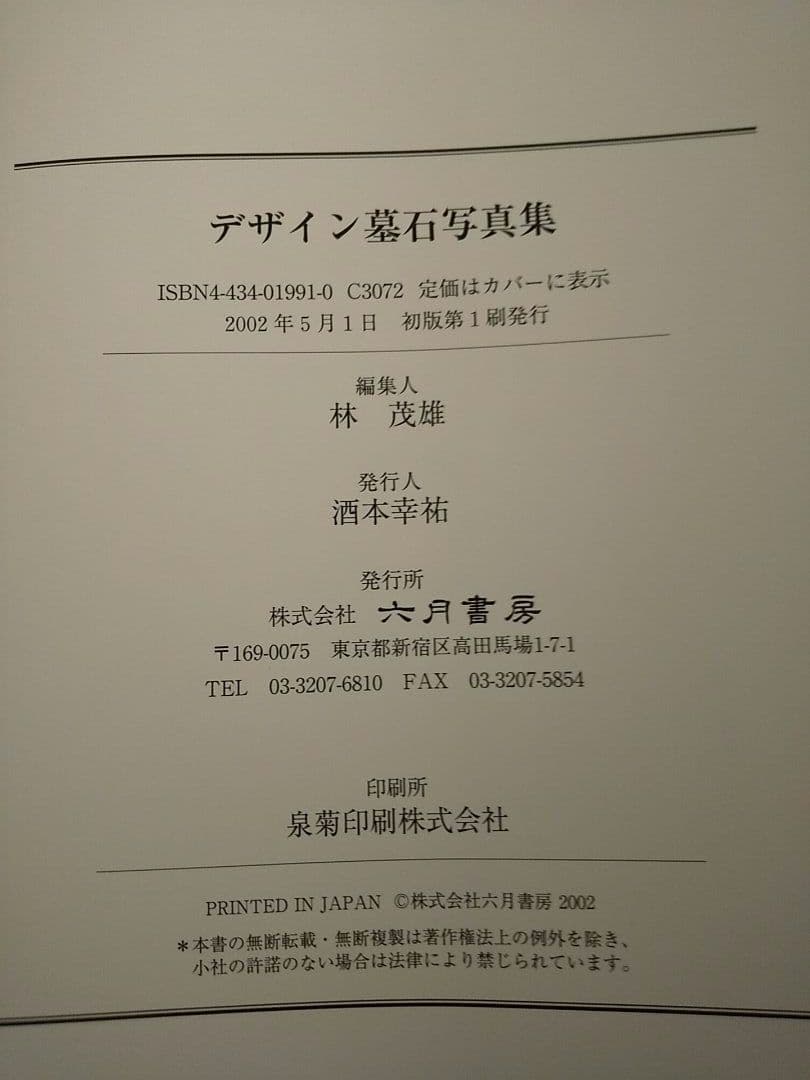 デザイン墓石写真集
ISBN4-434-01991-0 C3072 定価はカバーに表示
2002年5月1日 初版第1刷発行
編集人
林 茂雄
発行人
酒本幸祐
発行所
株式会社 六月書房
〒169-0075 東京都新宿区高田馬場1-7-1
TEL 03-3207-6810 FAX 03-3207-5854
印刷所
泉菊印刷株式会社
PRINTED IN JAPAN ©株式会社六月書房 2002
*本書の無断転載・無断複製は著作権法上の例外を除き、
小社の許諾のない場合は法律により禁じられています。